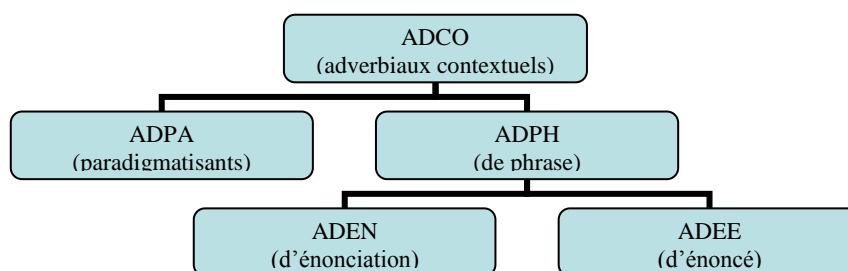 ADCO
(adverbiaux contextuels)
ADPA
(paradigmatisants)
ADPH
(de phrase)
ADEN
(d’énonciation)
ADEE
(d’énoncé)